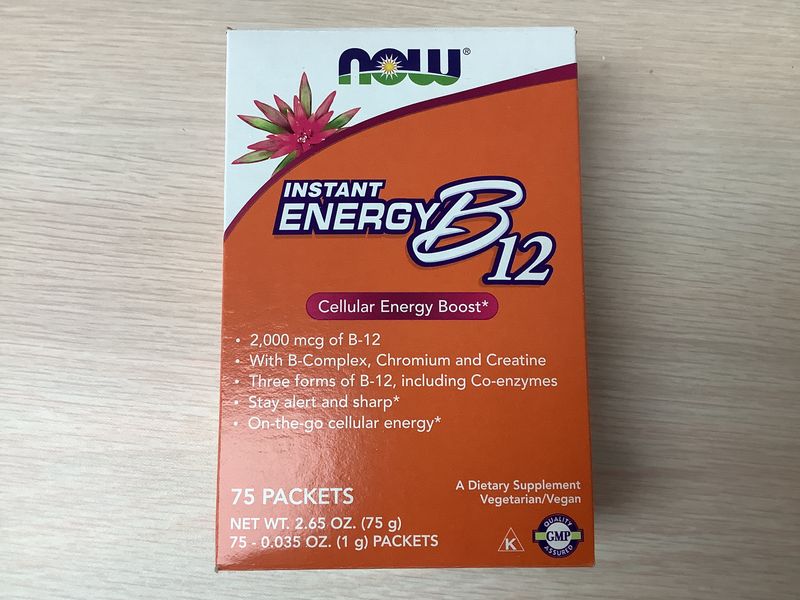 NOW®
INSTANT
ENERGY B12
Cellular Energy Boost*
• 2,000 mcg of B-12
• With B-Complex, Chromium and Creatine
• Three forms of B-12, including Co-enzymes
• Stay alert and sharp*
• On-the-go cellular energy*
75 PACKETS
NET WT. 2.65 OZ. (75 g)
75 - 0.035 OZ. (1 g) PACKETS
A Dietary Supplement
Vegetarian/Vegan
K
QUALITY
GMP
ASSURED